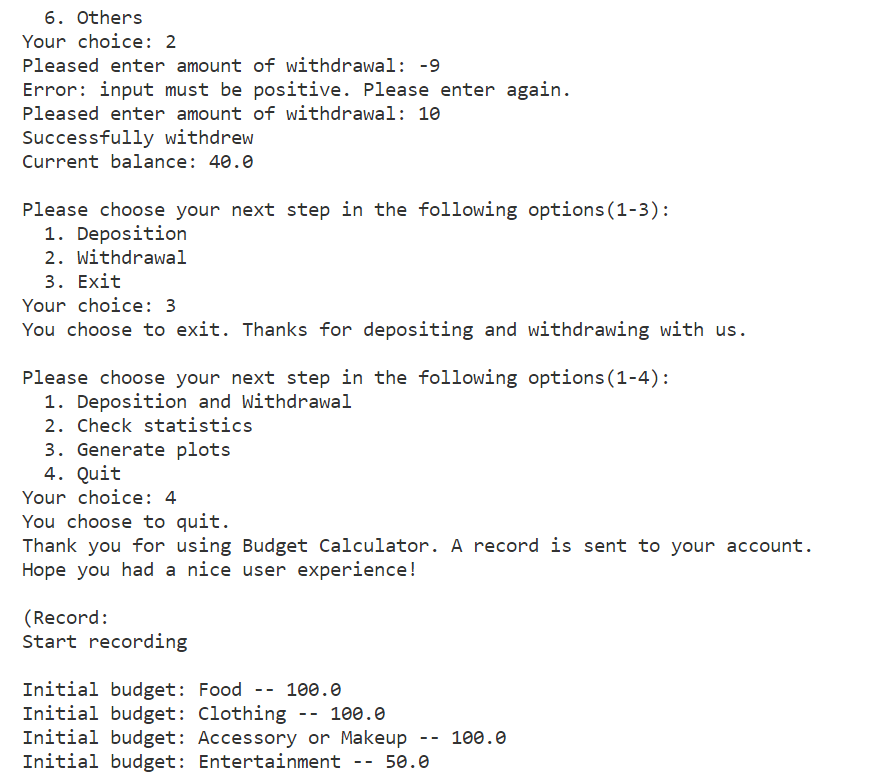 6. Others
Your choice: 2
Pleased enter amount of withdrawal: -9
Error: input must be positive. Please enter again.
Pleased enter amount of withdrawal: 10
Successfully withdrew
Current balance: 40.0
Please choose your next step in the following options(1-3):
1. Deposition
2. Withdrawal
3. Exit
Your choice: 3
You choose to exit. Thanks for depositing and withdrawing with us.
Please choose your next step in the following options(1-4):
1. Deposition and Withdrawal
2. Check statistics
3. Generate plots
4. Quit
Your choice: 4
You choose to quit.
Thank you for using Budget Calculator. A record is sent to your account.
Hope you had a nice user experience!
(Record:
Start recording
Initial budget: Food -- 100.0
Initial budget: Clothing -- 100.0
Initial budget: Accessory or Makeup -- 100.0
Initial budget: Entertainment -- 50.0